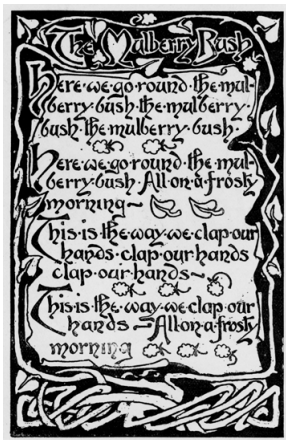 The Mulberry Bush
Here·we·go·round·the·mul-
berry·bush·the·mulberry·
bush·the·mulberry·bush·
Here·we·go·round·the·mul-
berry·bush·All·on·a·frosty
morning~
This·is·the·way·we·clap·our
hands·clap·our·hands
clap·our·hands~
This·is·the·way·we·clap·our
hands—All·on·a·frosty
morning